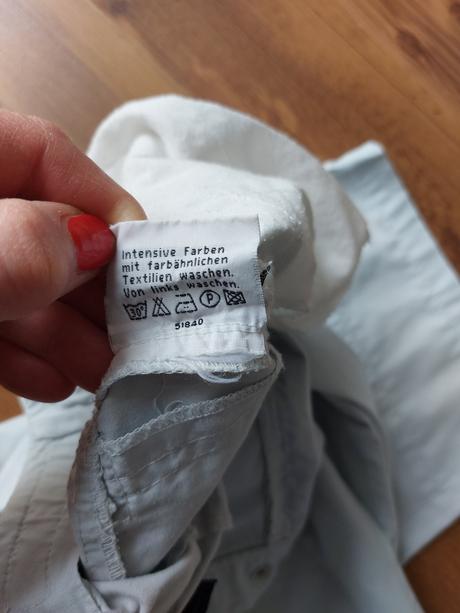 Intensive Farben
mit farbähnlichen
Textilien waschen.
Von links waschen.
30° P
51840